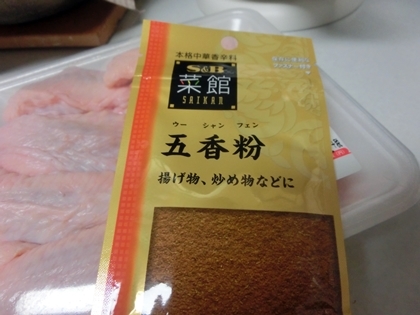 本格中華香辛料
S&B
菜館
SAIKAN
ウー シャン フェン
五香粉
揚げ物、炒め物などに